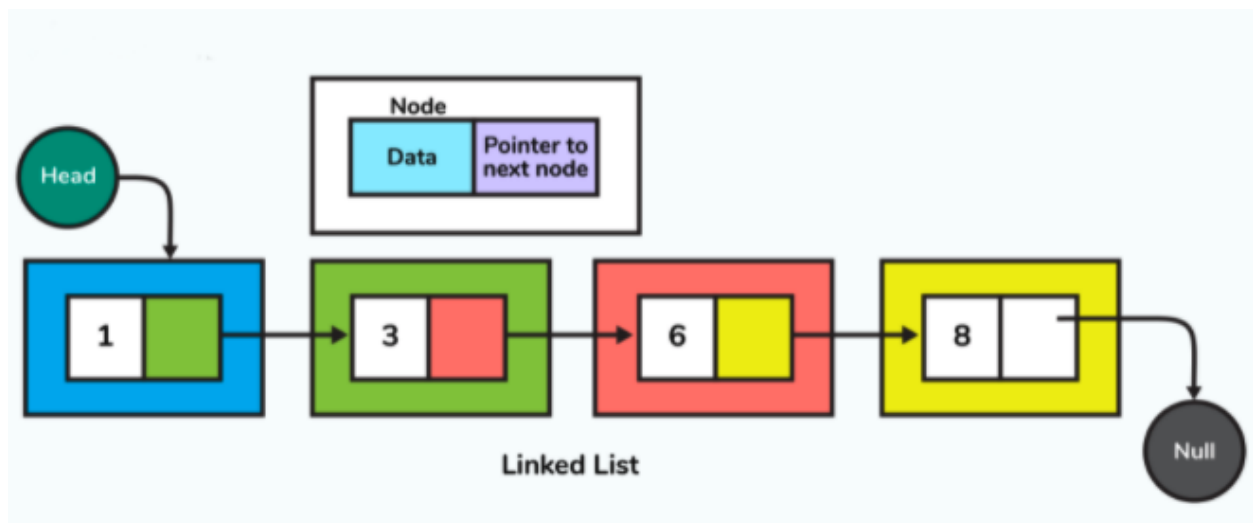 Node
Data
Pointer to
next node
Head
1
3
6
8
Null
Linked List